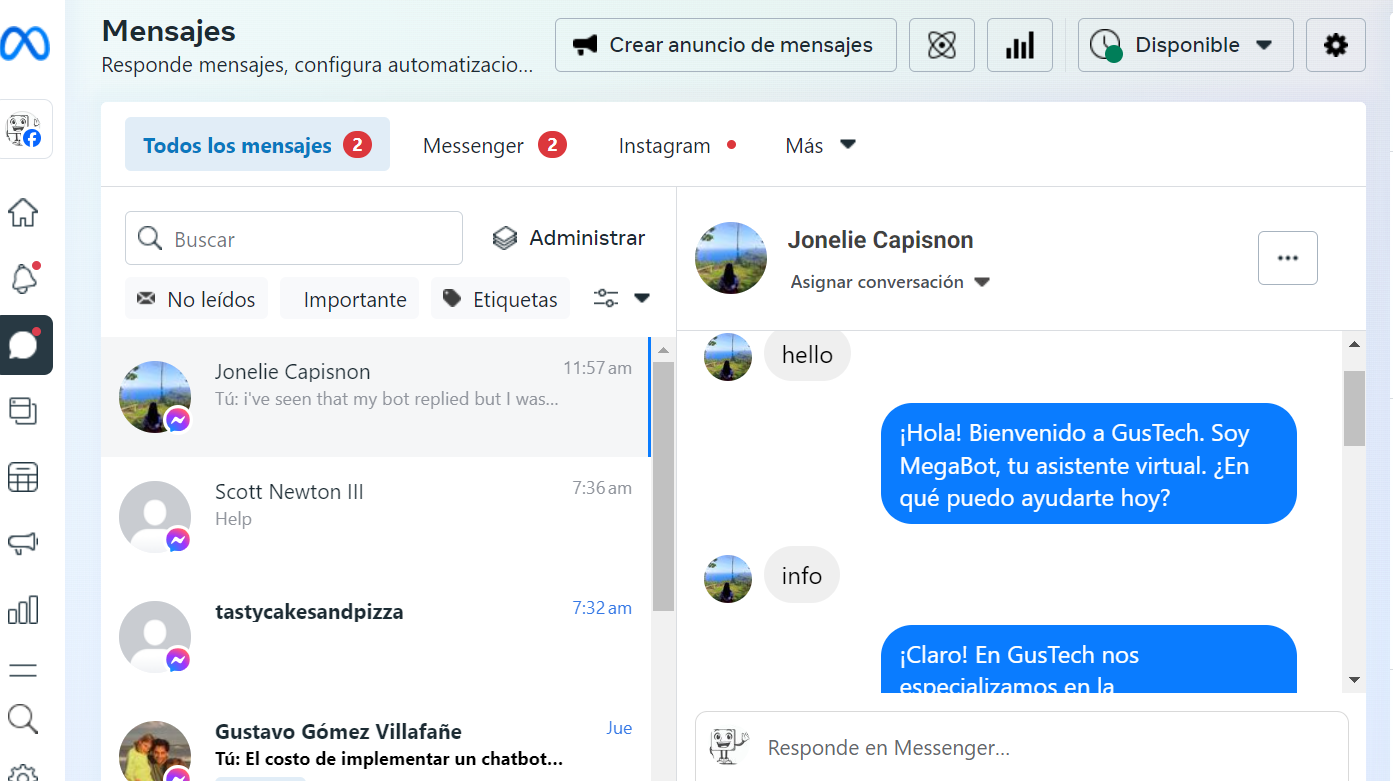 Mensajes
Responde mensajes, configura automatizacio...
Crear anuncio de mensajes
Disponible
Todos los mensajes 2
Messenger 2
Instagram
Más
Buscar
Administrar
No leídos
Importante
Etiquetas
Jonelie Capisnon
11:57 am
Tú: i've seen that my bot replied but I was...
Scott Newton III
7:36 am
Help
tastycakesandpizza
7:32 am
Gustavo Gómez Villafañe
Jue
Tú: El costo de implementar un chatbot...
Jonelie Capisnon
Asignar conversación
hello
¡Hola! Bienvenido a GusTech. Soy
MegaBot, tu asistente virtual. ¿En
qué puedo ayudarte hoy?
info
¡Claro! En GusTech nos
especializamos en la
Responde en Messenger...